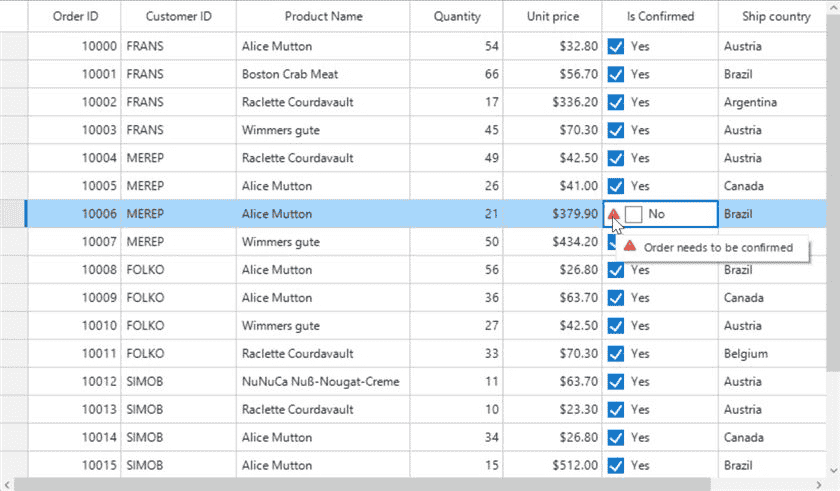 Order ID Customer ID Product Name Quantity Unit price Is Confirmed Ship country
10000 FRANS Alice Mutton 54 $32.80 Yes Austria
10001 FRANS Boston Crab Meat 66 $56.70 Yes Brazil
10002 FRANS Raclette Courdavault 17 $336.20 Yes Argentina
10003 FRANS Wimmers gute 45 $70.30 Yes Austria
10004 MEREP Raclette Courdavault 49 $42.50 Yes Austria
10005 MEREP Alice Mutton 26 $41.00 Yes Canada
10006 MEREP Alice Mutton 21 $379.90 No Brazil
10007 MEREP Wimmers gute 50 $434.20
Order needs to be confirmed
10008 FOLKO Alice Mutton 56 $26.80 Yes Brazil
10009 FOLKO Alice Mutton 36 $63.70 Yes Canada
10010 FOLKO Wimmers gute 27 $42.50 Yes Austria
10011 FOLKO Raclette Courdavault 33 $70.30 Yes Belgium
10012 SIMOB NuNuCa Nuß-Nougat-Creme 11 $63.70 Yes Austria
10013 SIMOB Raclette Courdavault 10 $23.30 Yes Austria
10014 SIMOB Alice Mutton 34 $26.80 Yes Canada
10015 SIMOB Alice Mutton 15 $512.00 Yes Brazil